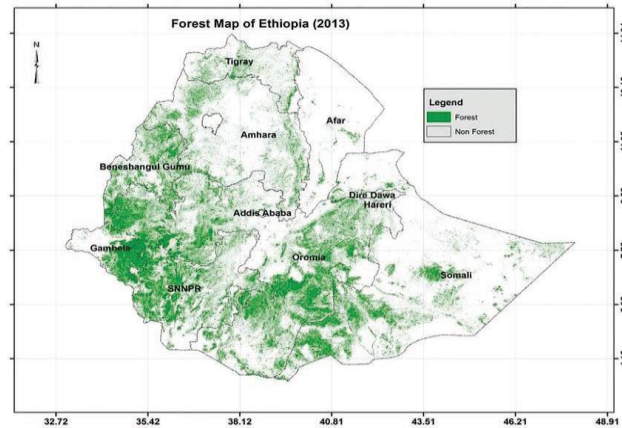 Forest Map of Ethiopia (2013)
N
Tigray
Legend
Forest
Non Forest
Afar
Amhara
Beneshangul Gumu
Dire Dawa
Hareri
Addis Ababa
Gambela
Oromia
Somali
SNNPR
32.72 35.42 38.12 40.81 43.51 46.21 48.91